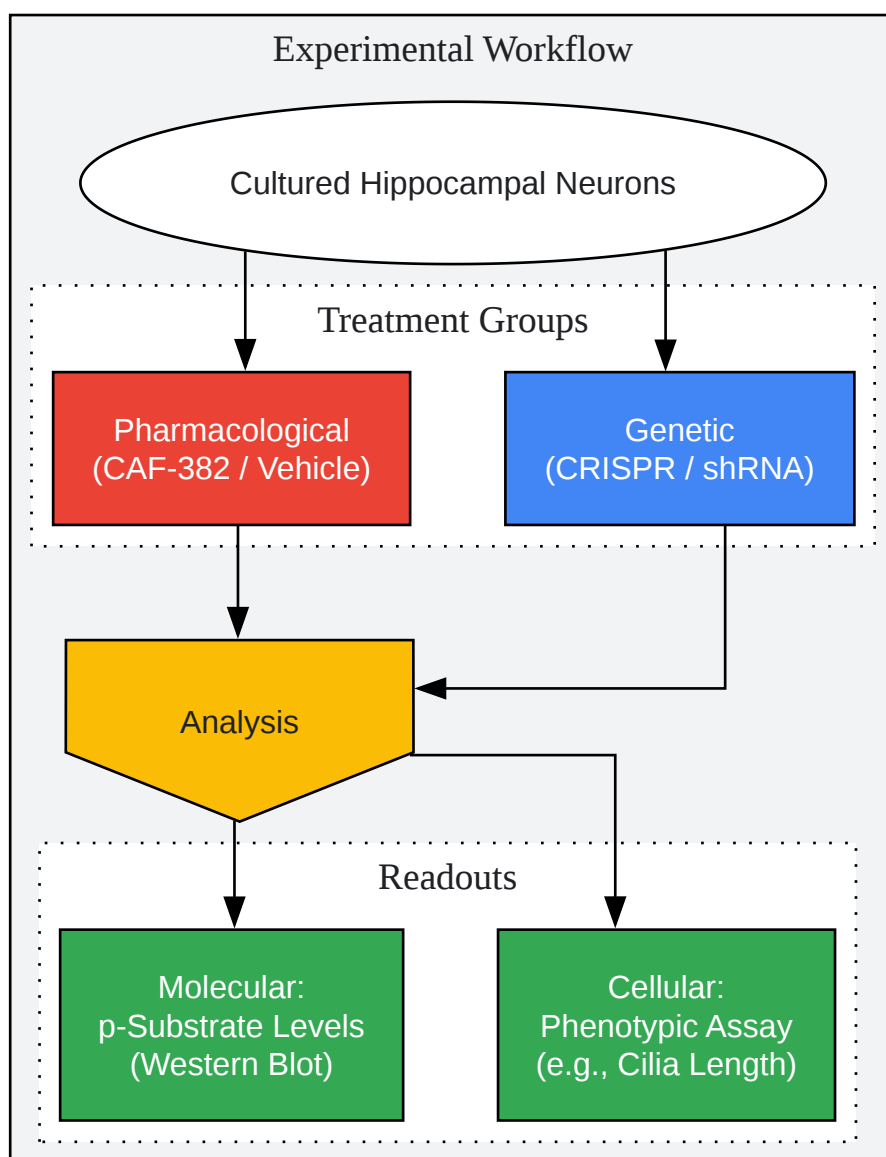 Experimental Workflow
Cultured Hippocampal Neurons
Treatment Groups
Pharmacological
(CAF-382 / Vehicle)
Genetic
(CRISPR / shRNA)
Analysis
Readouts
Molecular:
p-Substrate Levels
(Western Blot)
Cellular:
Phenotypic Assay
(e.g., Cilia Length)